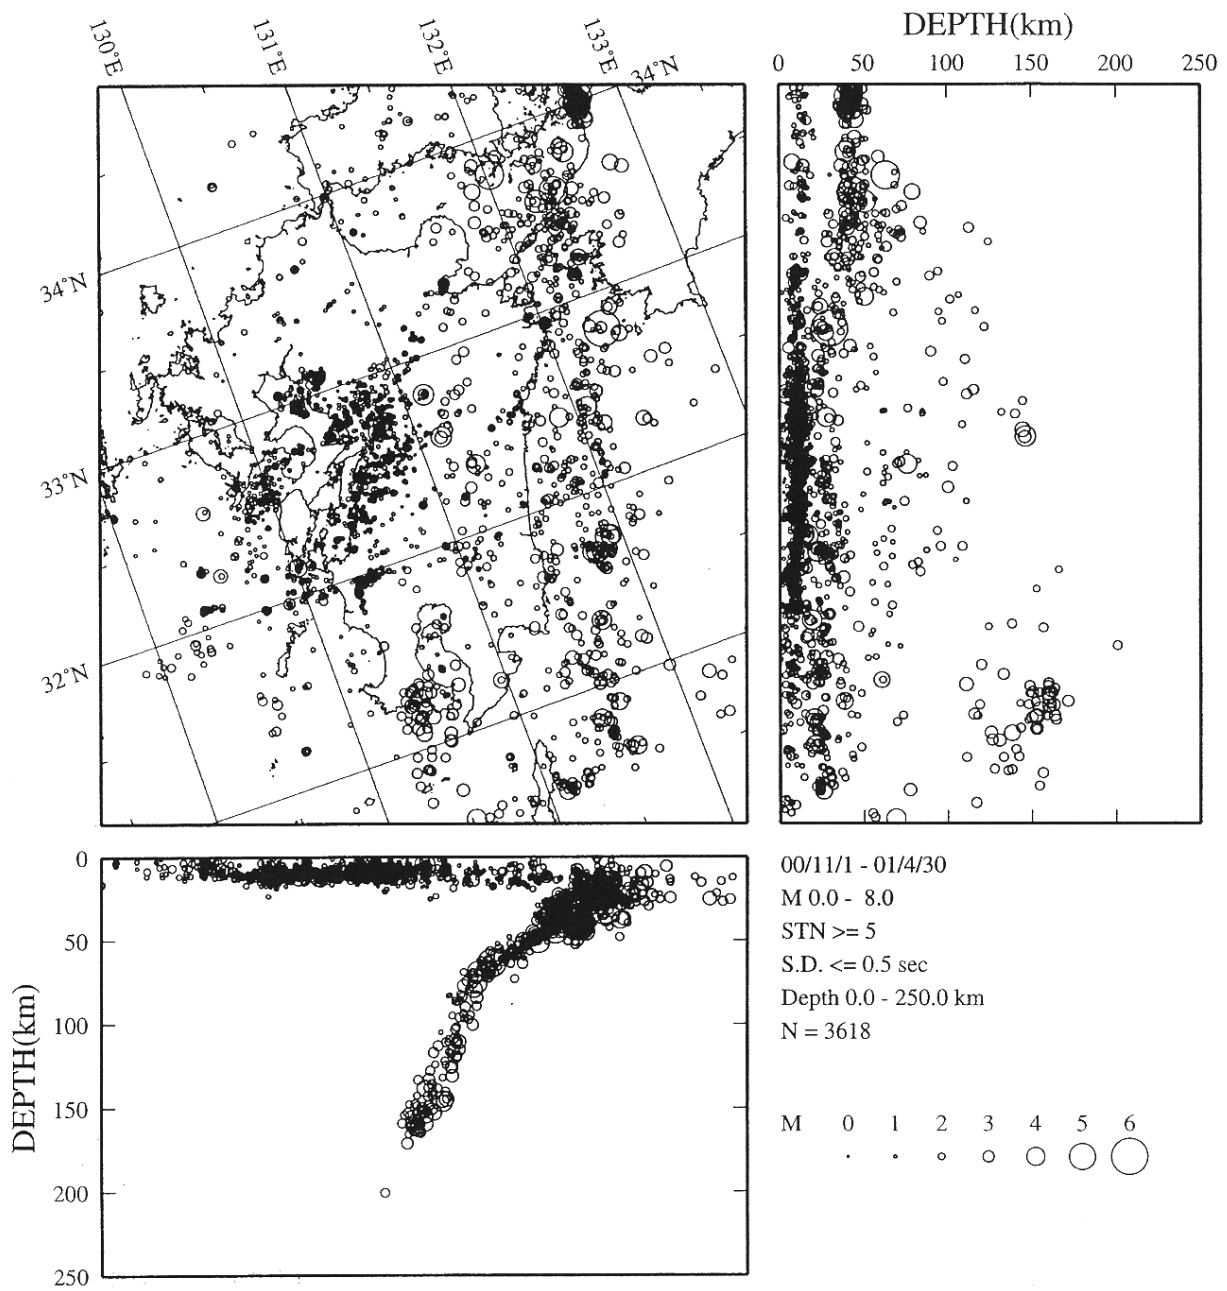 DEPTH(km)
130°E
131°E
132°E
133°E
34°N
0 50 100 150 200 250
34°N
33°N
32°N
0
50
100
150
200
250
DEPTH(km)
00/11/1 - 01/4/30
M 0.0 - 8.0
STN >= 5
S.D. <= 0.5 sec
Depth 0.0 - 250.0 km
N = 3618
M 0 1 2 3 4 5 6